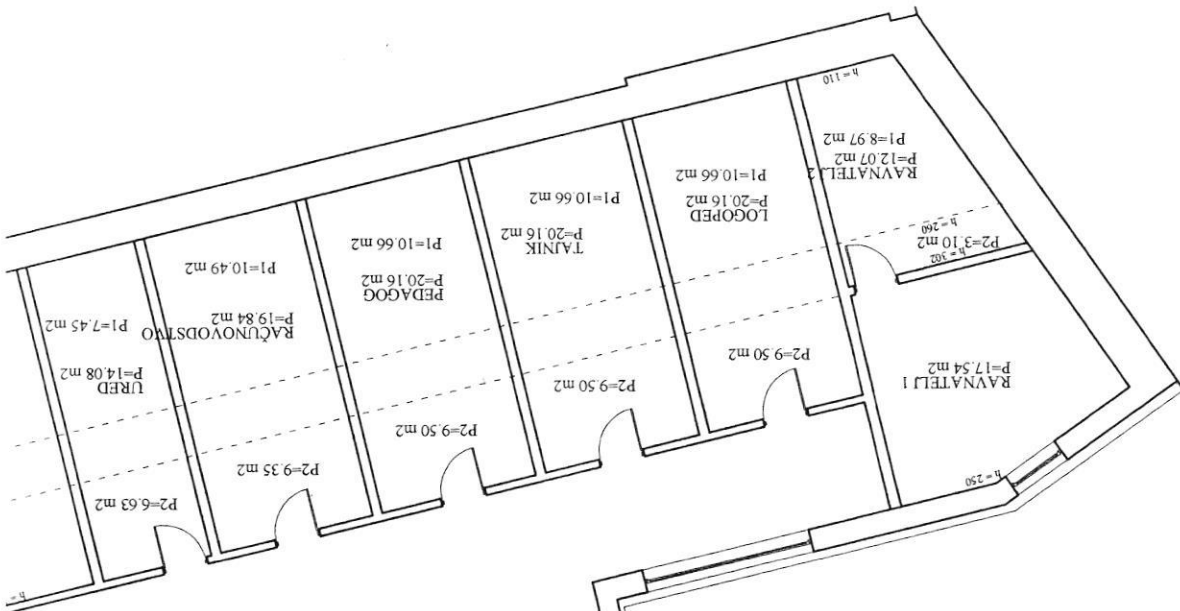 h = 250
RAVNATELJ 1
P=17.54 m2
h = 302
P2=3.10 m2
h = 260
RAVNATELJ 2
P=12.07 m2
P1=8.97 m2
h = 110
P2=9.50 m2
LOGOPED
P=20.16 m2
P1=10.66 m2
P2=9.50 m2
TAJNIK
P=20.16 m2
P1=10.66 m2
P2=9.50 m2
PEDAGOG
P=20.16 m2
P1=10.66 m2
P2=9.35 m2
RAČUNOVODSTVO
P=19.84 m2
P1=10.49 m2
P2=6.63 m2
URED
P=14.08 m2
P1=7.45 m2
h =